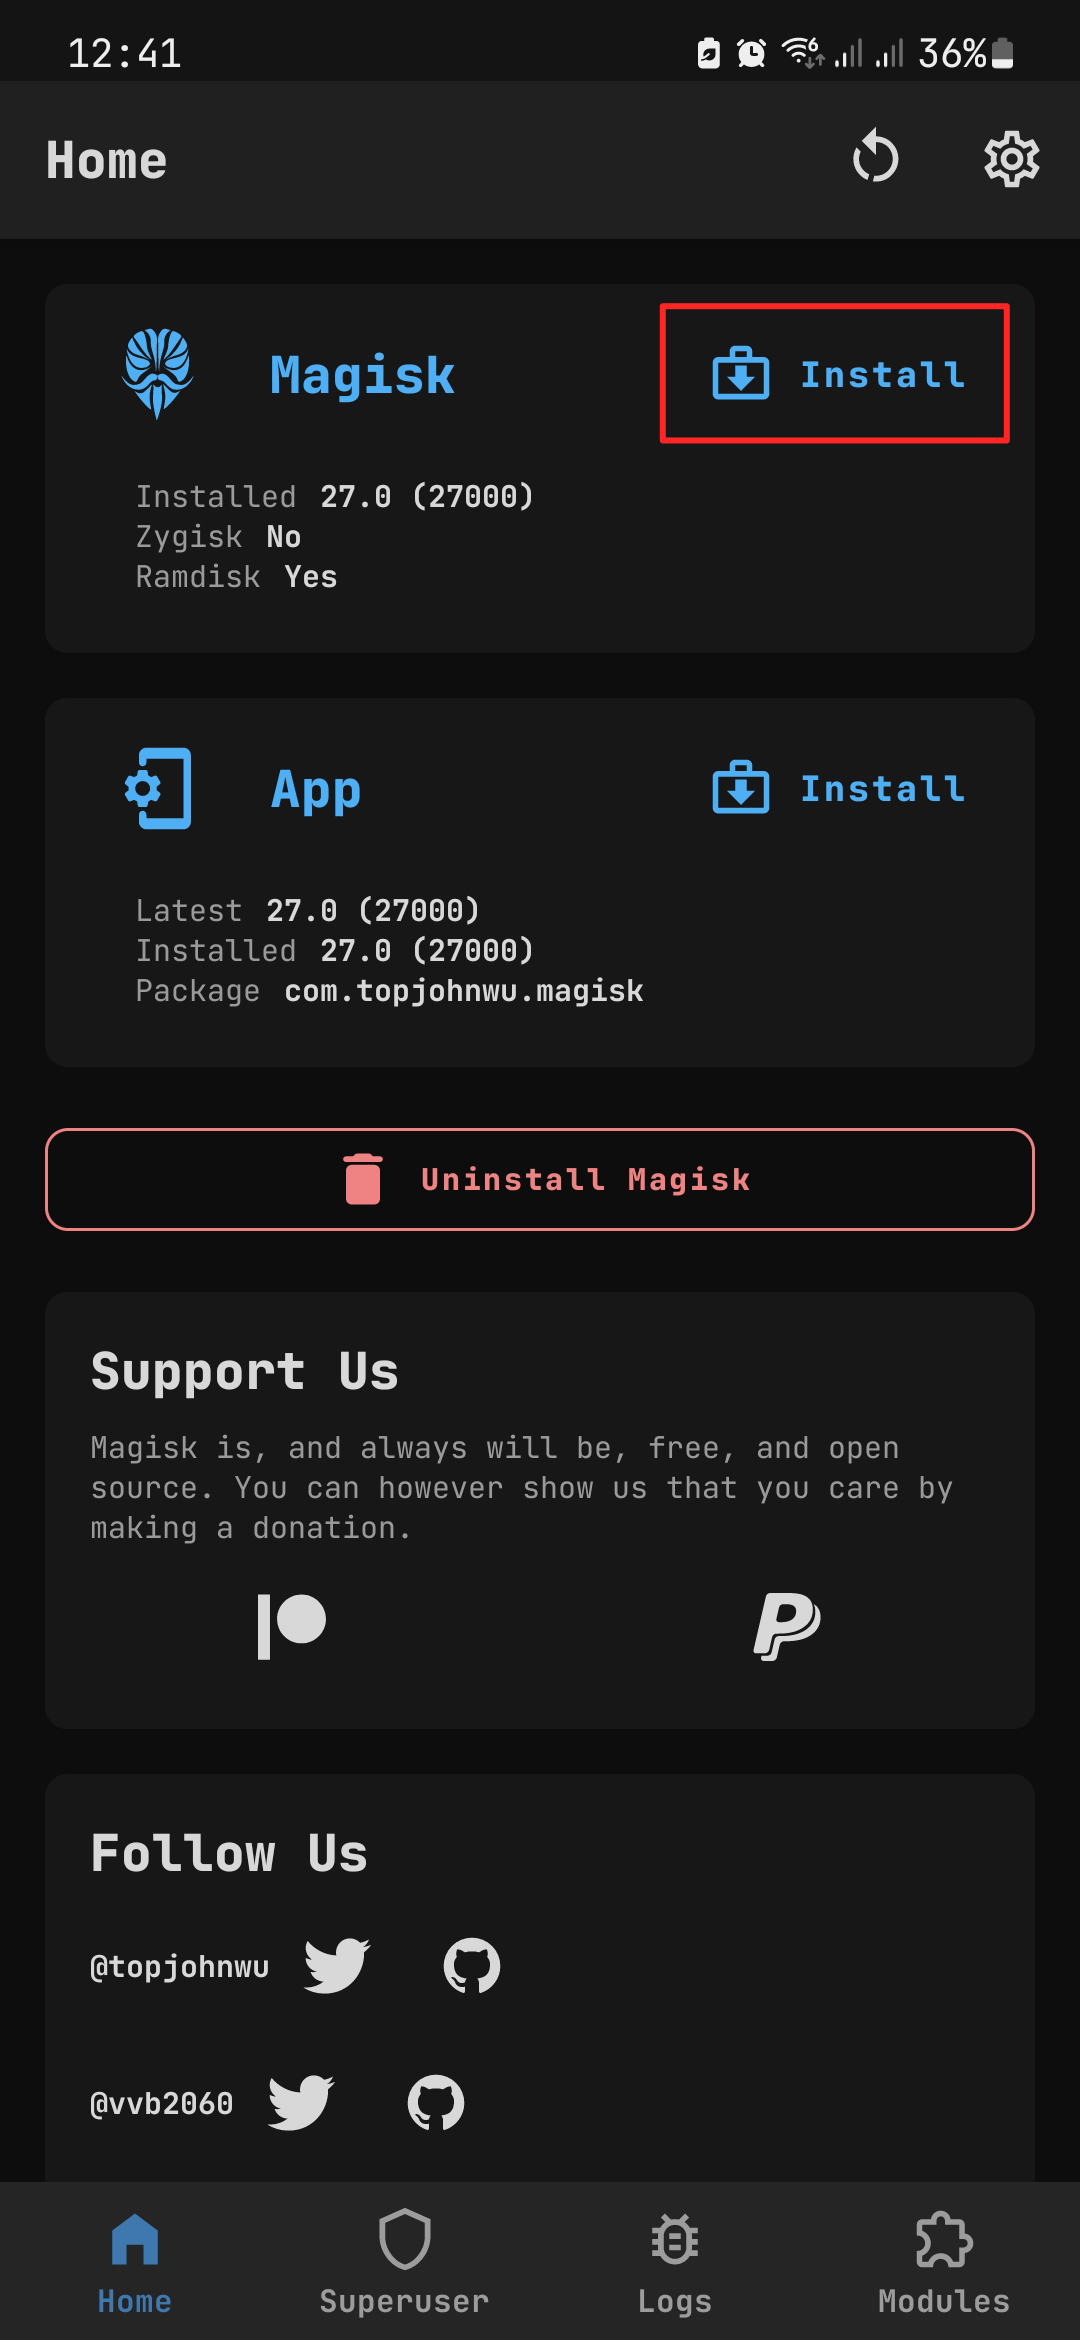 12:41
6
36%
Home
Magisk
Install
Installed 27.0 (27000)
Zygisk No
Ramdisk Yes
App
Install
Latest 27.0 (27000)
Installed 27.0 (27000)
Package com.topjohnwu.magisk
Uninstall Magisk
Support Us
Magisk is, and always will be, free, and open
source. You can however show us that you care by
making a donation.
Follow Us
@topjohnwu
@vvb2060
Home
Superuser
Logs
Modules